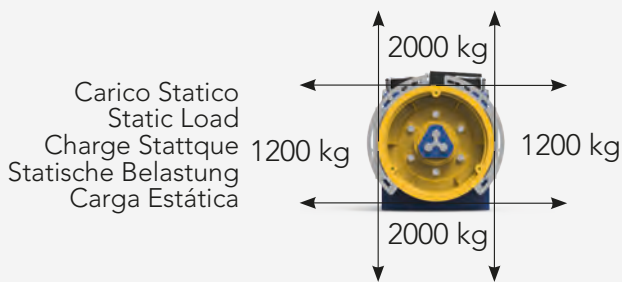 2000 kg
Carico Statico
Static Load
Charge Stattque
Statische Belastung
Carga Estática
1200 kg
1200 kg
2000 kg